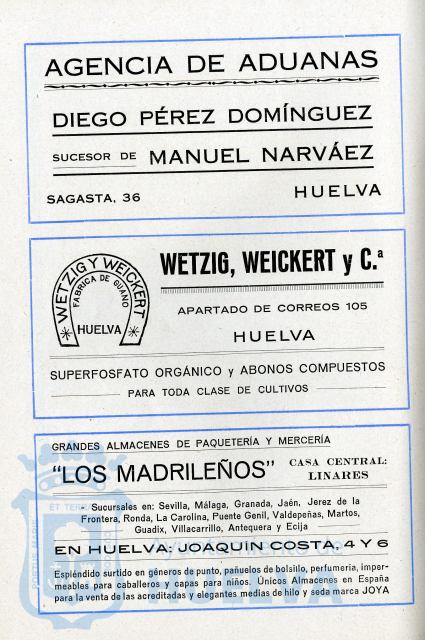 AGENCIA DE ADUANAS
DIEGO PÉREZ DOMÍNGUEZ
SUCESOR DE MANUEL NARVÁEZ
SAGASTA, 36
HUELVA
WETZIG Y WEICKERT
FABRICA DE GUANO
HUELVA
WETZIG, WEICKERT y C.ª
APARTADO DE CORREOS 105
HUELVA
SUPERFOSFATO ORGÁNICO y ABONOS COMPUESTOS
PARA TODA CLASE DE CULTIVOS
GRANDES ALMACENES DE PAQUETERÍA Y MERCERÍA
"LOS MADRILEÑOS"
CASA CENTRAL:
LINARES
Sucursales en: Sevilla, Málaga, Granada, Jaén, Jerez de la
Frontera, Ronda, La Carolina, Puente Genil, Valdepeñas, Martos,
Guadix, Villacarrillo, Antequera y Ecija
EN HUELVA: JOAQUIN COSTA, 4 Y 6
Espléndido surtido en géneros de punto, pañuelos de bolsillo, perfumería, imper-
meables para caballeros y capas para niños. Únicos Almacenes en España
para la venta de las acreditadas y elegantes medias de hilo y seda marca JOYA
HUELVA